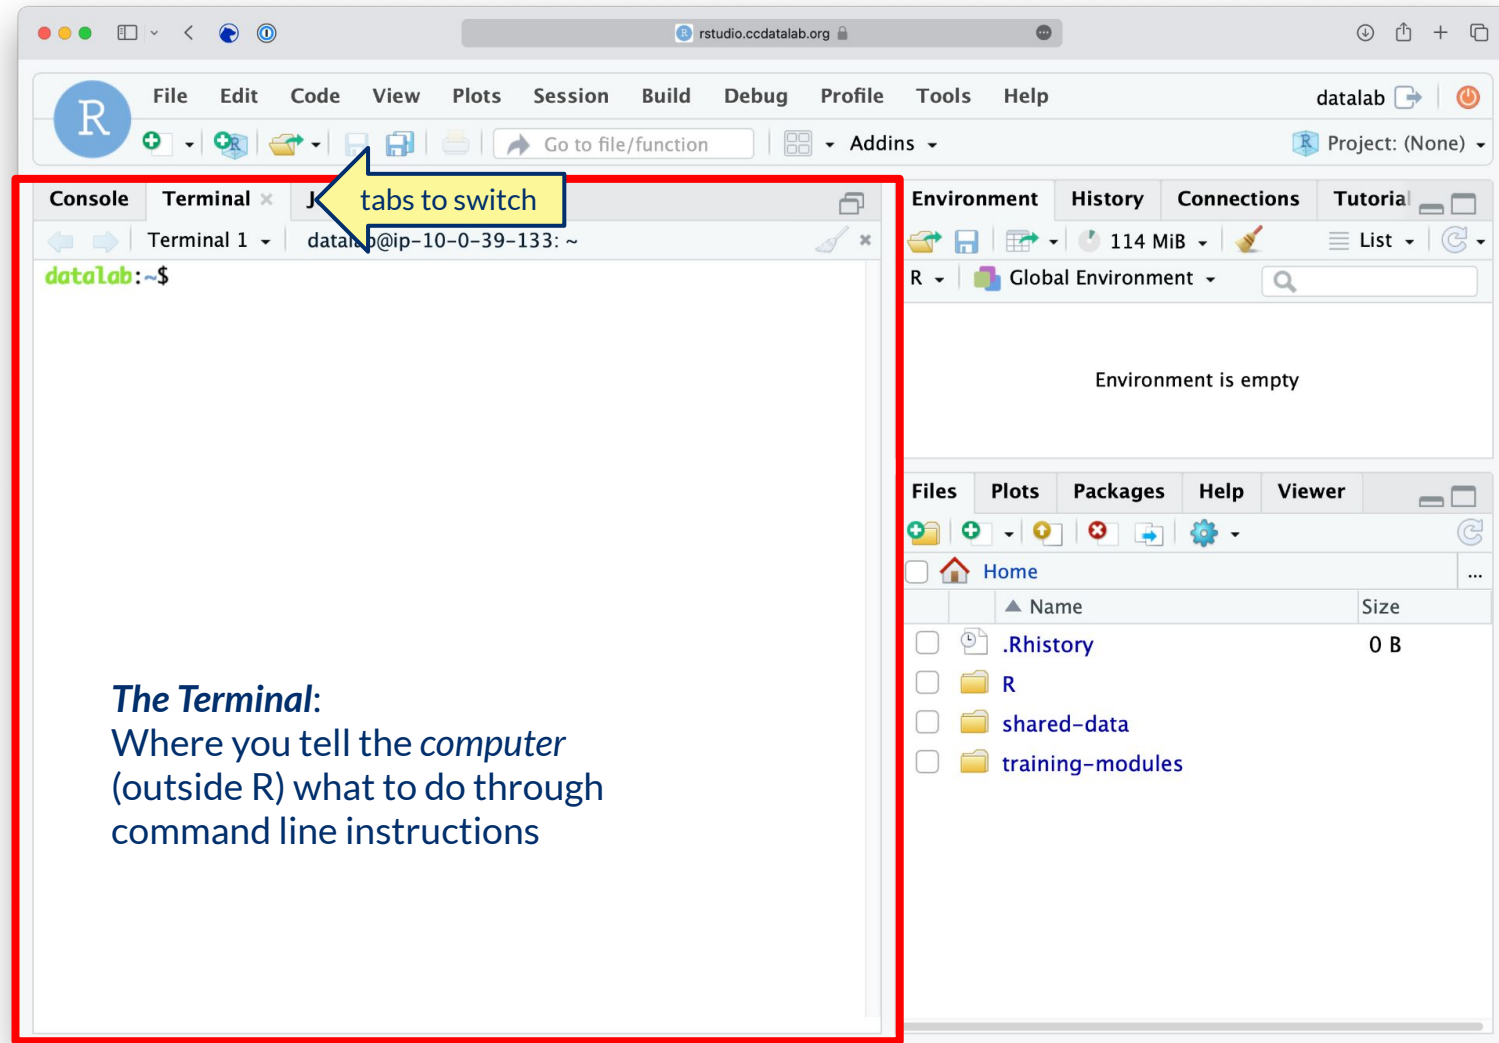 rstudio.ccdatalab.org
R
File Edit Code View Plots Session Build Debug Profile Tools Help
datalab
Go to file/function
Addins
Project: (None)
Console Terminal J
tabs to switch
Terminal 1
datalab@ip-10-0-39-133: ~
datalab:~$
The Terminal:
Where you tell the computer
(outside R) what to do through
command line instructions
Environment History Connections Tutorial
114 MiB
List
R
Global Environment
Environment is empty
Files Plots Packages Help Viewer
Home
...
Name Size
.Rhistory 0 B
R
shared-data
training-modules